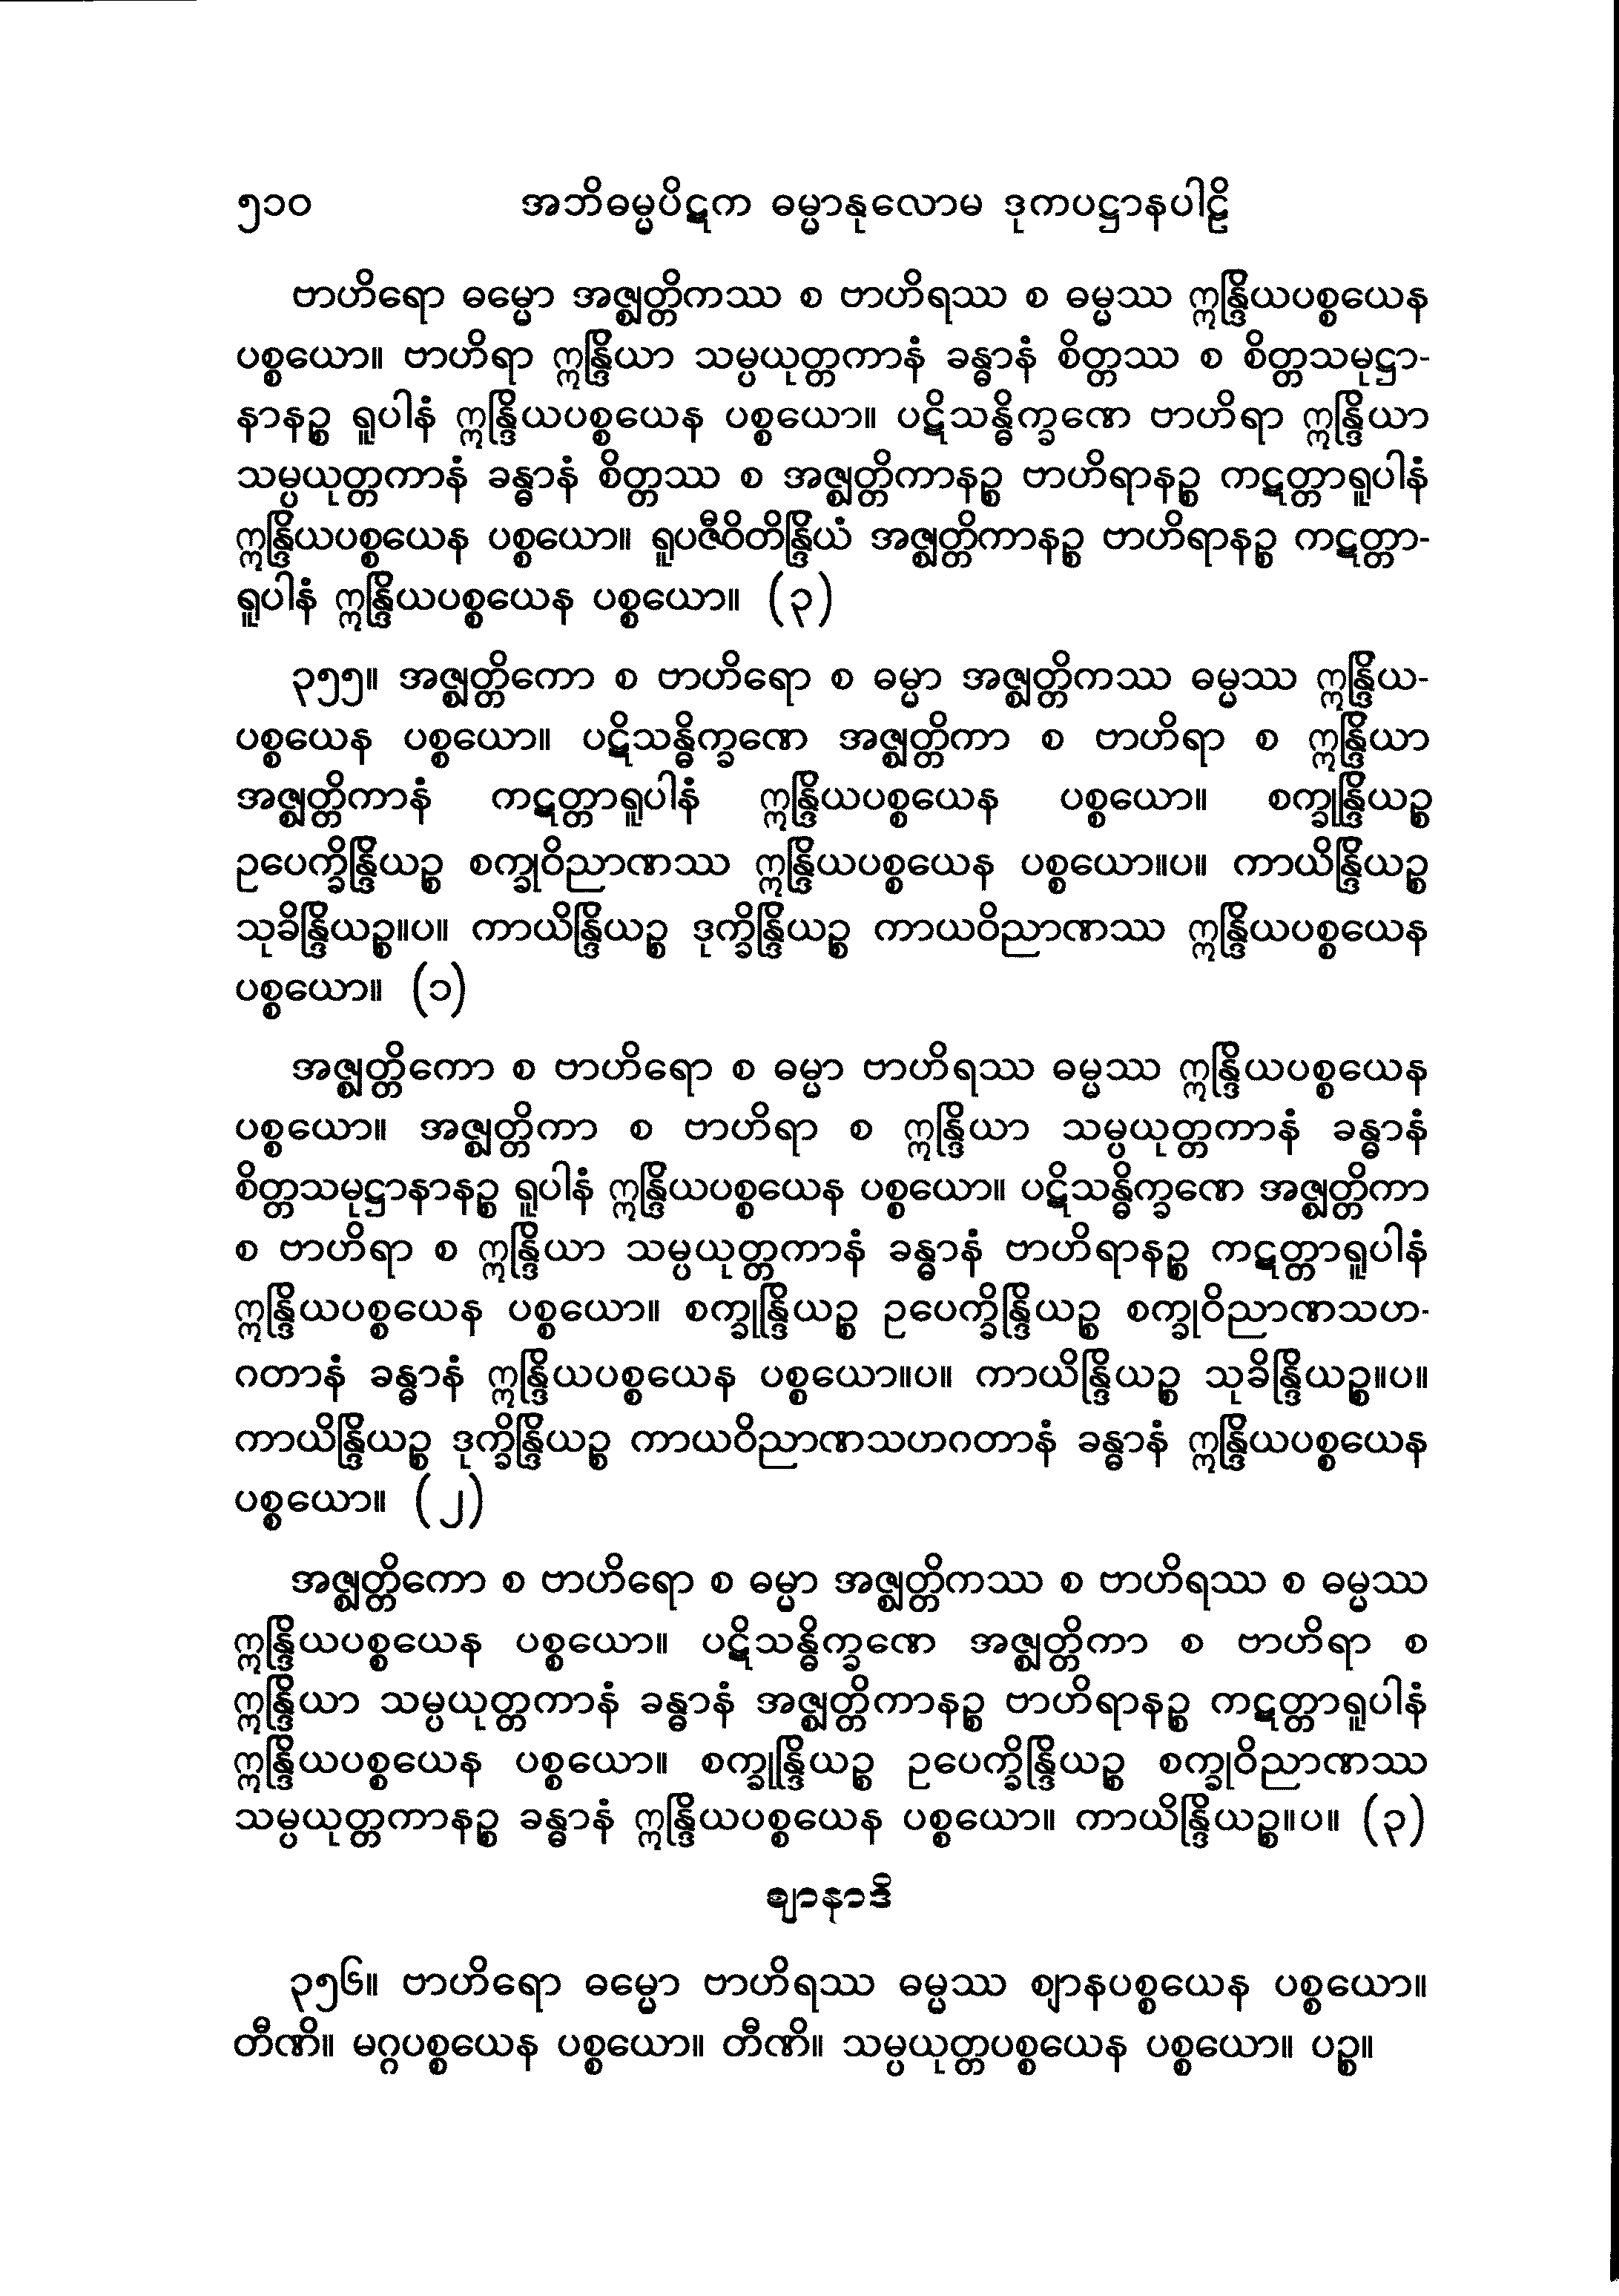 ၅၁၀ အဘိဓမ္မပိဋက ဓမ္မာနုလောမ ဒုကပဋ္ဌာနပါဠိ
ဗာဟိရော ဓမ္မော အဇ္ဈတ္တိကဿ စ ဗာဟိရဿ စ ဓမ္မဿ ဣန္ဒြိယပစ္စယေန
ပစ္စယော။ ဗာဟိရာ ဣန္ဒြိယာ သမ္ပယုတ္တကာနံ ခန္ဓာနံ စိတ္တဿ စ စိတ္တသမုဋ္ဌာ-
နာနဉ္စ ရူပါနံ ဣန္ဒြိယပစ္စယေန ပစ္စယော။ ပဋိသန္ဓိက္ခဏေ ဗာဟိရာ ဣန္ဒြိယာ
သမ္ပယုတ္တကာနံ ခန္ဓာနံ စိတ္တဿ စ အဇ္ဈတ္တိကာနဉ္စ ဗာဟိရာနဉ္စ ကဋတ္တာရူပါနံ
ဣန္ဒြိယပစ္စယေန ပစ္စယော။ ရူပဇီဝိတိန္ဒြိယံ အဇ္ဈတ္တိကာနဉ္စ ဗာဟိရာနဉ္စ ကဋတ္တာ-
ရူပါနံ ဣန္ဒြိယပစ္စယေန ပစ္စယော။ (၃)
၃၅၅။ အဇ္ဈတ္တိကော စ ဗာဟိရော စ ဓမ္မာ အဇ္ဈတ္တိကဿ ဓမ္မဿ ဣန္ဒြိယ-
ပစ္စယေန ပစ္စယော။ ပဋိသန္ဓိက္ခဏေ အဇ္ဈတ္တိကာ စ ဗာဟိရာ စ ဣန္ဒြိယာ
အဇ္ဈတ္တိကာနံ ကဋတ္တာရူပါနံ ဣန္ဒြိယပစ္စယေန ပစ္စယော။ စက္ခုန္ဒြိယဉ္စ
ဥပေက္ခိန္ဒြိယဉ္စ စက္ခုဝိညာဏဿ ဣန္ဒြိယပစ္စယေန ပစ္စယော။ပ။ ကာယိန္ဒြိယဉ္စ
သုခိန္ဒြိယဉ္စ။ပ။ ကာယိန္ဒြိယဉ္စ ဒုက္ခိန္ဒြိယဉ္စ ကာယဝိညာဏဿ ဣန္ဒြိယပစ္စယေန
ပစ္စယော။ (၁)
အဇ္ဈတ္တိကော စ ဗာဟိရော စ ဓမ္မာ ဗာဟိရဿ ဓမ္မဿ ဣန္ဒြိယပစ္စယေန
ပစ္စယော။ အဇ္ဈတ္တိကာ စ ဗာဟိရာ စ ဣန္ဒြိယာ သမ္ပယုတ္တကာနံ ခန္ဓာနံ
စိတ္တသမုဋ္ဌာနာနဉ္စ ရူပါနံ ဣန္ဒြိယပစ္စယေန ပစ္စယော။ ပဋိသန္ဓိက္ခဏေ အဇ္ဈတ္တိကာ
စ ဗာဟိရာ စ ဣန္ဒြိယာ သမ္ပယုတ္တကာနံ ခန္ဓာနံ ဗာဟိရာနဉ္စ ကဋတ္တာရူပါနံ
ဣန္ဒြိယပစ္စယေန ပစ္စယော။ စက္ခုန္ဒြိယဉ္စ ဥပေက္ခိန္ဒြိယဉ္စ စက္ခုဝိညာဏသဟ-
ဂတာနံ ခန္ဓာနံ ဣန္ဒြိယပစ္စယေန ပစ္စယော။ပ။ ကာယိန္ဒြိယဉ္စ သုခိန္ဒြိယဉ္စ။ပ။
ကာယိန္ဒြိယဉ္စ ဒုက္ခိန္ဒြိယဉ္စ ကာယဝိညာဏသဟဂတာနံ ခန္ဓာနံ ဣန္ဒြိယပစ္စယေန
ပစ္စယော။ (၂)
အဇ္ဈတ္တိကော စ ဗာဟိရော စ ဓမ္မာ အဇ္ဈတ္တိကဿ စ ဗာဟိရဿ စ ဓမ္မဿ
ဣန္ဒြိယပစ္စယေန ပစ္စယော။ ပဋိသန္ဓိက္ခဏေ အဇ္ဈတ္တိကာ စ ဗာဟိရာ စ
ဣန္ဒြိယာ သမ္ပယုတ္တကာနံ ခန္ဓာနံ အဇ္ဈတ္တိကာနဉ္စ ဗာဟိရာနဉ္စ ကဋတ္တာရူပါနံ
ဣန္ဒြိယပစ္စယေန ပစ္စယော။ စက္ခုန္ဒြိယဉ္စ ဥပေက္ခိန္ဒြိယဉ္စ စက္ခုဝိညာဏဿ
သမ္ပယုတ္တကာနဉ္စ ခန္ဓာနံ ဣန္ဒြိယပစ္စယေန ပစ္စယော။ ကာယိန္ဒြိယဉ္စ။ပ။ (၃)
ဈာနာဒိ
၃၅၆။ ဗာဟိရော ဓမ္မော ဗာဟိရဿ ဓမ္မဿ ဈာနပစ္စယေန ပစ္စယော။
တီဏိ။ မဂ္ဂပစ္စယေန ပစ္စယော။ တီဏိ။ သမ္ပယုတ္တပစ္စယေန ပစ္စယော။ ပဉ္စ။